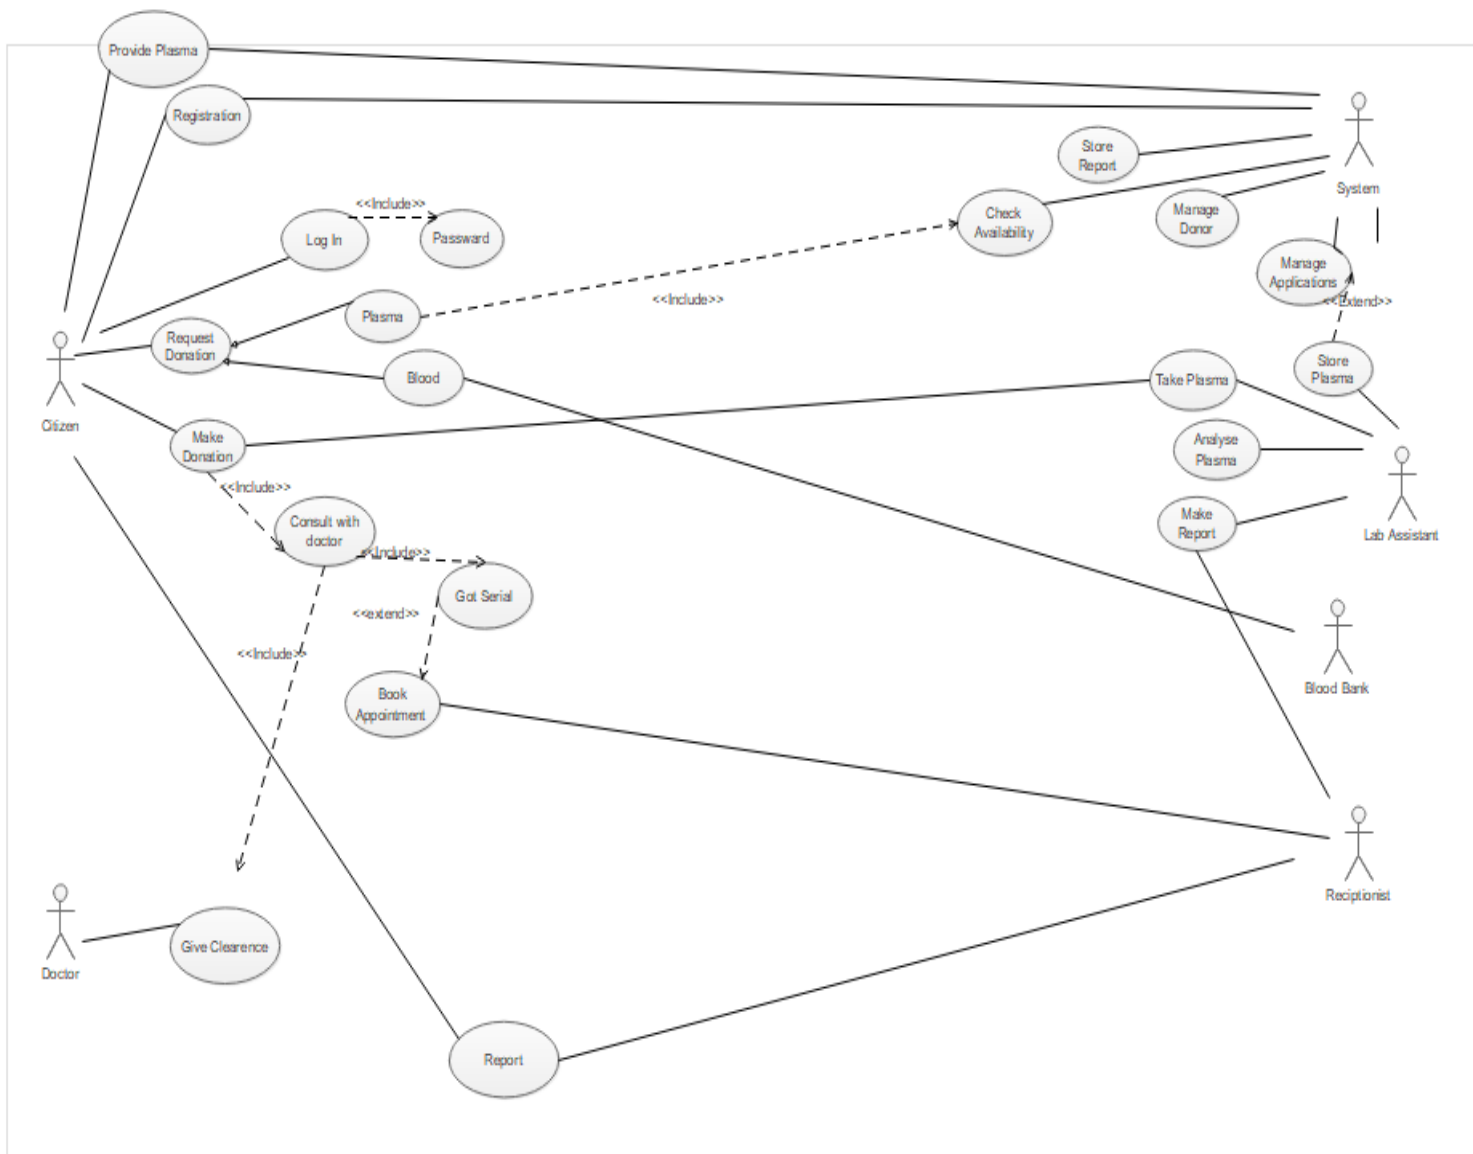 Provide Plasma
Registration
Store
Report
System
<<Include>>
Log In
Passward
Check
Availability
Manage
Donor
Manage
Applications
<<Extend>>
<<Include>>
Plasma
Request
Donation
Blood
Take Plasma
Store
Plasma
Citizen
Make
Donation
Analyse
Plasma
<<Include>>
Consult with
doctor
Make
Report
Lab Assistant
<<Include>>
Got Serial
<<extend>>
<<Include>>
Book
Appointment
Blood Bank
Reciptionist
Give Clearence
Doctor
Report